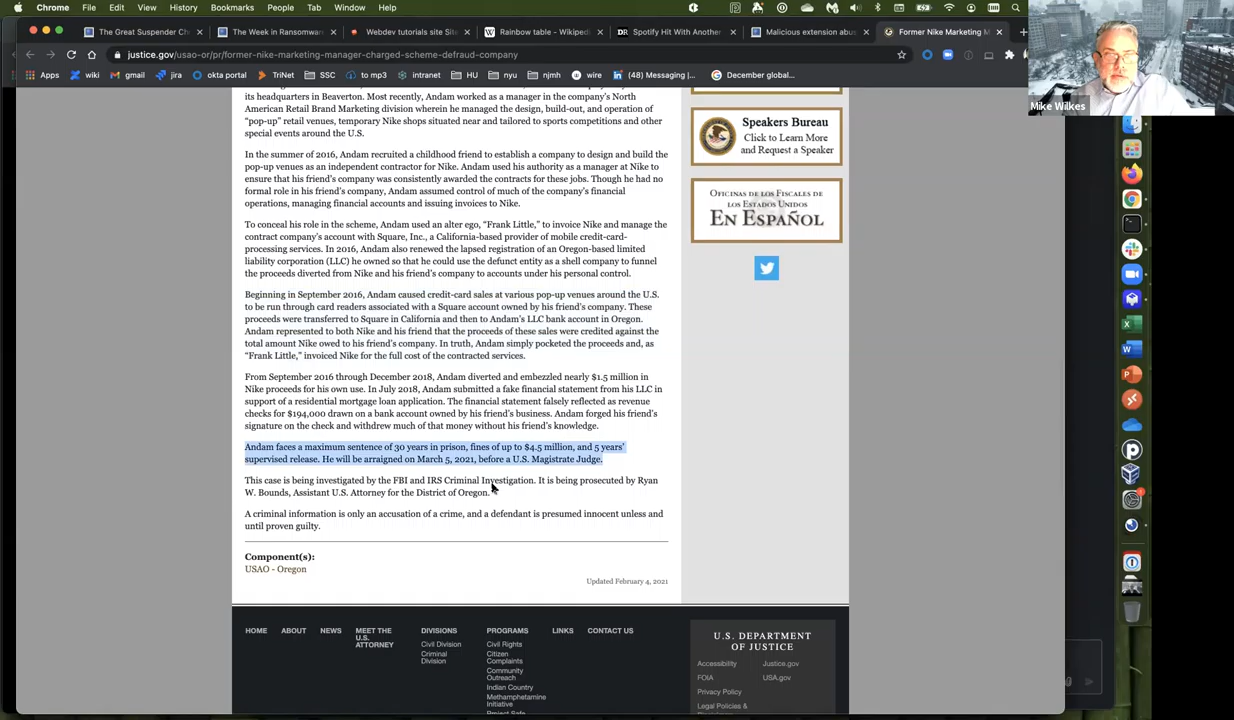 Chrome File Edit View History Bookmarks People Tab Window Help
The Great Suspender Ch
The Week in Ransomwar
Webdev tutorials site Site
Rainbow table - Wikipedi
Spotify Hit With Another
Malicious extension abus
Former Nike Marketing M
justice.gov/usao-or/pr/former-nike-marketing-manager-charged-scheme-defraud-company
Apps wiki gmail jira okta portal TriNet SSC to mp3 intranet HU nyu njmh wire (48) Messaging |... December global...
Mike Wilkes
its headquarters in Beaverton. Most recently, Andam worked as a manager in the company's North
American Retail Brand Marketing division wherein he managed the design, build-out, and operation of
"pop-up" retail venues, temporary Nike shops situated near and tailored to sports competitions and other
special events around the U.S.
In the summer of 2016, Andam recruited a childhood friend to establish a company to design and build the
pop-up venues as an independent contractor for Nike. Andam used his authority as a manager at Nike to
ensure that his friend's company was consistently awarded the contracts for these jobs. Though he had no
formal role in his friend's company, Andam assumed control of much of the company's financial
operations, managing financial accounts and issuing invoices to Nike.
To conceal his role in the scheme, Andam used an alter ego, "Frank Little," to invoice Nike and manage the
contract company's account with Square, Inc., a California-based provider of mobile credit-card-
processing services. In 2016, Andam also renewed the lapsed registration of an Oregon-based limited
liability corporation (LLC) he owned so that he could use the defunct entity as a shell company to funnel
the proceeds diverted from Nike and his friend's company to accounts under his personal control.
Beginning in September 2016, Andam caused credit-card sales at various pop-up venues around the U.S.
to be run through card readers associated with a Square account owned by his friend's company. These
proceeds were transferred to Square in California and then to Andam's LLC bank account in Oregon.
Andam represented to both Nike and his friend that the proceeds of these sales were credited against the
total amount Nike owed to his friend's company. In truth, Andam simply pocketed the proceeds and, as
"Frank Little," invoiced Nike for the full cost of the contracted services.
From September 2016 through December 2018, Andam diverted and embezzled nearly $1.5 million in
Nike proceeds for his own use. In July 2018, Andam submitted a fake financial statement from his LLC in
support of a residential mortgage loan application. The financial statement falsely reflected as revenue
checks for $194,000 drawn on a bank account owned by his friend's business. Andam forged his friend's
signature on the check and withdrew much of that money without his friend's knowledge.
Andam faces a maximum sentence of 30 years in prison, fines of up to $4.5 million, and 5 years'
supervised release. He will be arraigned on March 5, 2021, before a U.S. Magistrate Judge.
This case is being investigated by the FBI and IRS Criminal Investigation. It is being prosecuted by Ryan
W. Bounds, Assistant U.S. Attorney for the District of Oregon.
A criminal information is only an accusation of a crime, and a defendant is presumed innocent unless and
until proven guilty.
Component(s):
USAO - Oregon
Updated February 4, 2021
Speakers Bureau
Click to Learn More
and Request a Speaker
Oficinas de los Fiscales de
los Estados Unidos
En Español
HOME
ABOUT
NEWS
MEET THE
U.S.
ATTORNEY
DIVISIONS
Civil Division
Criminal
Division
PROGRAMS
Civil Rights
Citizen
Complaints
Community
Outreach
Indian Country
Methamphetamine
Initiative
LINKS
CONTACT US
U.S. DEPARTMENT
OF JUSTICE
Accessibility
FOIA
Privacy Policy
Legal Policies &
Justice.gov
USA.gov